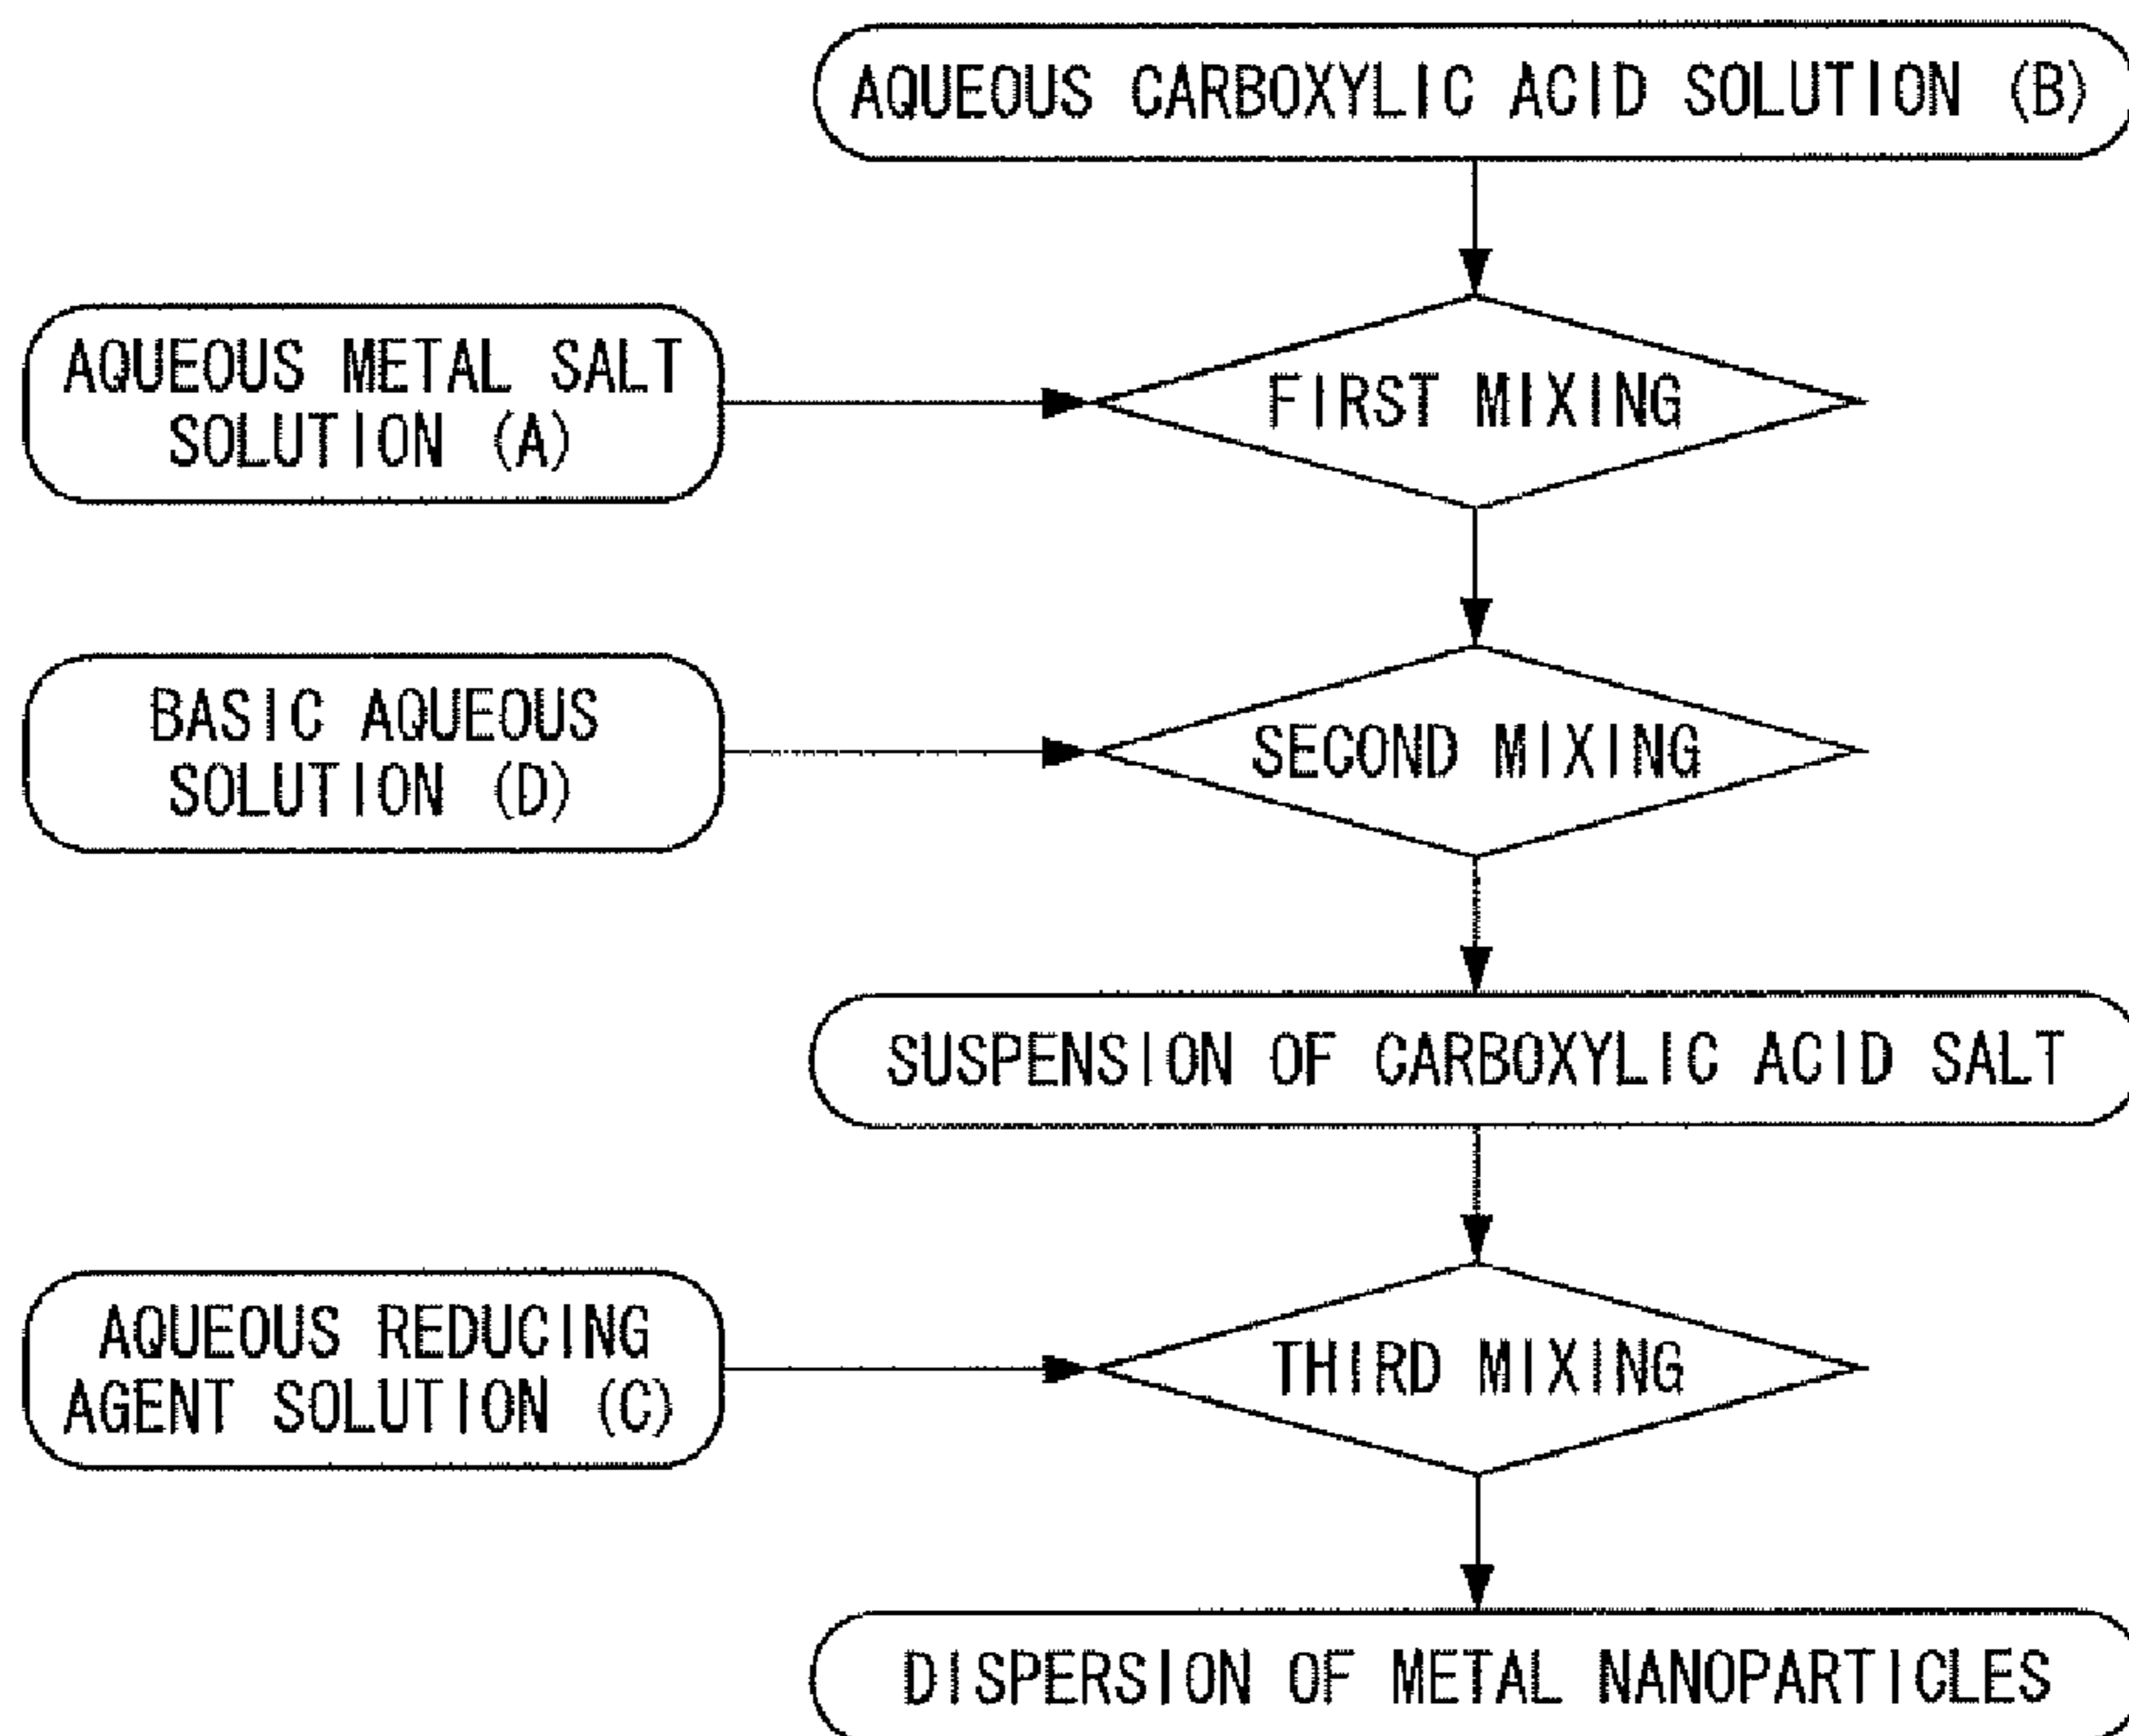 AQUEOUS CARBOXYLIC ACID SOLUTION (B)
AQUEOUS METAL SALT
SOLUTION (A)
FIRST MIXING
BASIC AQUEOUS
SOLUTION (D)
SECOND MIXING
SUSPENSION OF CARBOXYLIC ACID SALT
AQUEOUS REDUCING
AGENT SOLUTION (C)
THIRD MIXING
DISPERSION OF METAL NANOPARTICLES